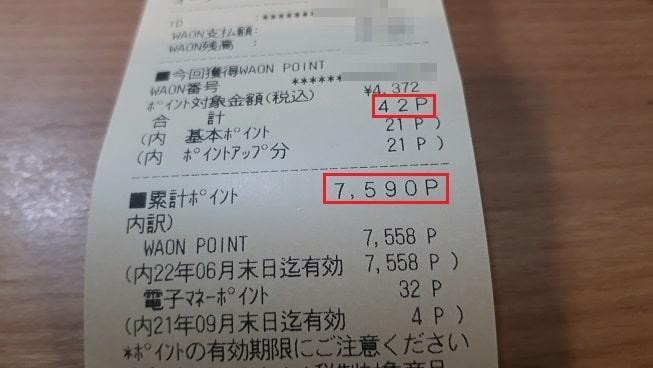 ID ********
WAON支払額:
WAON残高 :
■今回獲得WAON POINT
WAON番号 ******
ﾎﾟｲﾝﾄ対象金額(税込) ¥4,372
合 計 42P
(内 基本ﾎﾟｲﾝﾄ 21 P )
(内 ﾎﾟｲﾝﾄｱｯﾌﾟ分 21 P )
■累計ﾎﾟｲﾝﾄ 7,590P
内訳)
WAON POINT 7,558 P
(内22年06月末日迄有効 7,558 P )
電子ﾏﾈｰﾎﾟｲﾝﾄ 32 P
(内21年09月末日迄有効 4 P )
*ﾎﾟｲﾝﾄの有効期限にご注意ください